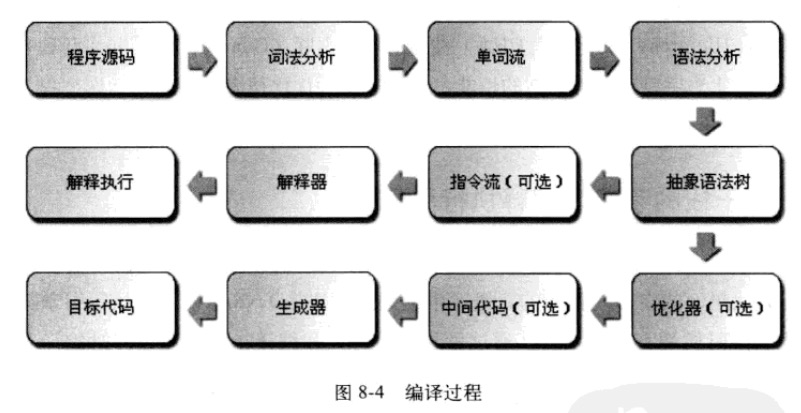 程序源码
词法分析
单词流
语法分析
解释执行
解释器
指令流（可选）
抽象语法树
目标代码
生成器
中间代码（可选）
优化器（可选）
图 8-4 编译过程